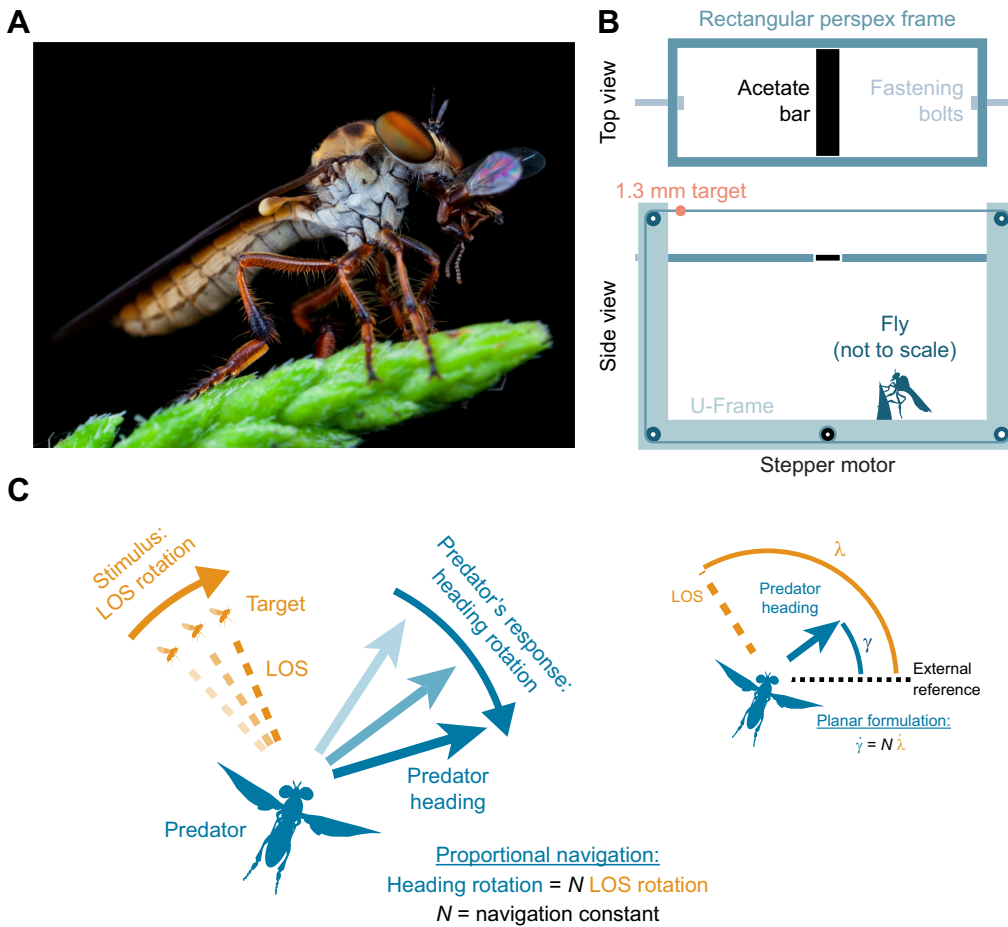 A
B
Rectangular perspex frame
Top view
Acetate
bar
Fastening
bolts
1.3 mm target
Side view
Fly
(not to scale)
U-Frame
Stepper motor
C
Stimulus:
LOS rotation
Target
LOS
Predator's response:
heading rotation
Predator
heading
Predator
Proportional navigation:
Heading rotation = N LOS rotation
N = navigation constant
λ
LOS
Predator
heading
γ
External
reference
Planar formulation:
γ̇ = N λ̇